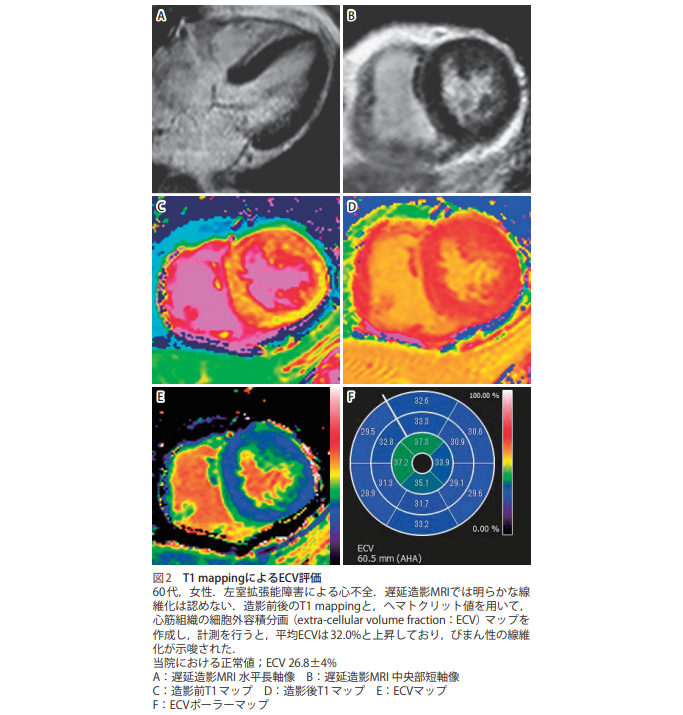 A
B
C
D
E
F
100.00 %
32.6
33.3
29.5
30.6
32.8
37.3
30.9
37.2
33.9
31.3
35.1
29.1
28.9
29.6
31.7
33.2
0.00 %
ECV
60.5 mm (AHA)
図2 T1 mappingによるECV評価
60代，女性．左室拡張能障害による心不全．遅延造影MRIでは明らかな線
維化は認めない．造影前後のT1 mappingと，ヘマトクリット値を用いて，
心筋組織の細胞外容積分画（extra-cellular volume fraction：ECV）マップを
作成し，計測を行うと，平均ECVは32.0%と上昇しており，びまん性の線維
化が示唆された．
当院における正常値；ECV 26.8±4%
A：遅延造影MRI 水平長軸像 B：遅延造影MRI 中央部短軸像
C：造影前T1マップ D：造影後T1マップ E：ECVマップ
F：ECVポーラーマップ